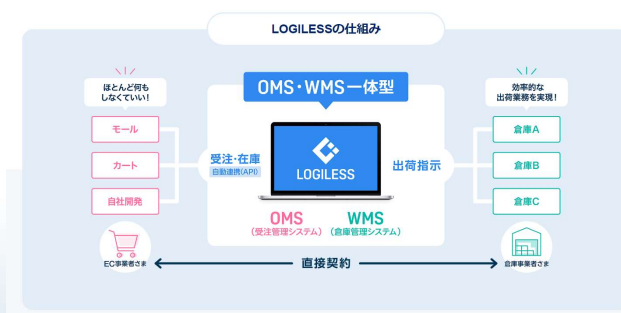 LOGILESSの仕組み
ほとんど何も
しなくていい！
モール
カート
自社開発
EC事業者さま
OMS・WMS一体型
受注・在庫
自動連携(API)
LOGILESS
出荷指示
OMS
（受注管理システム）
WMS
（倉庫管理システム）
直接契約
効率的な
出荷業務を実現！
倉庫A
倉庫B
倉庫C
倉庫事業者さま